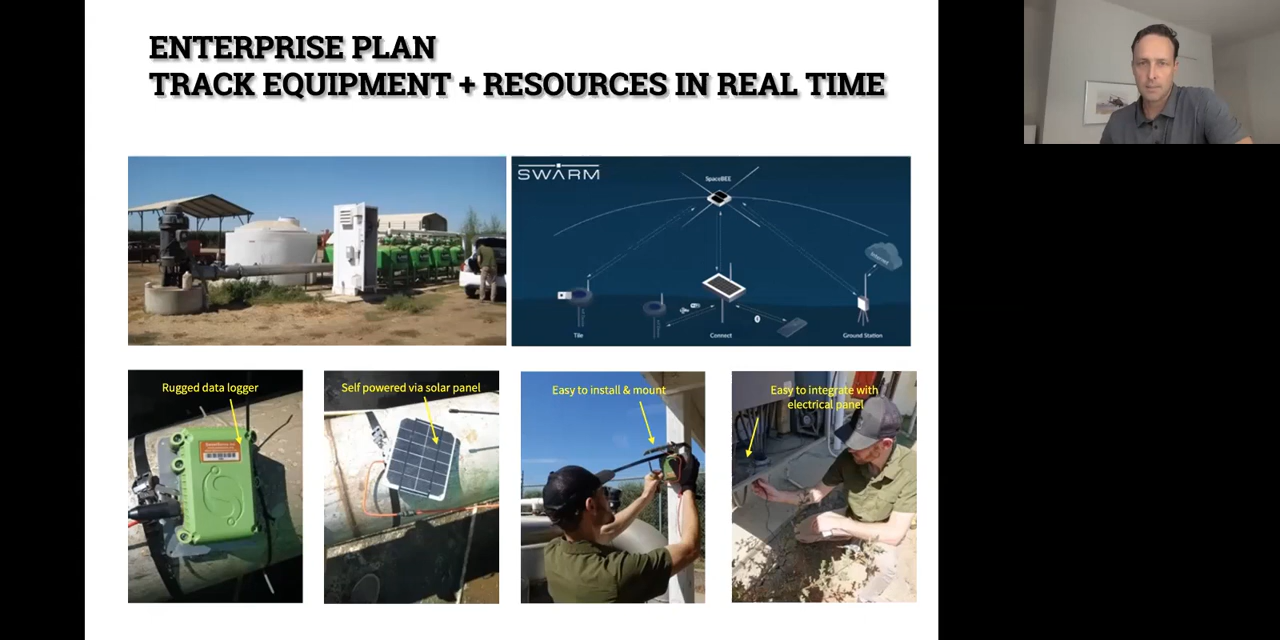 ENTERPRISE PLAN
TRACK EQUIPMENT + RESOURCES IN REAL TIME
SWARM
SpaceBEE
Internet
Tile
Connect
Ground Station
Rugged data logger
Self powered via solar panel
Easy to install & mount
Easy to integrate with
electrical panel